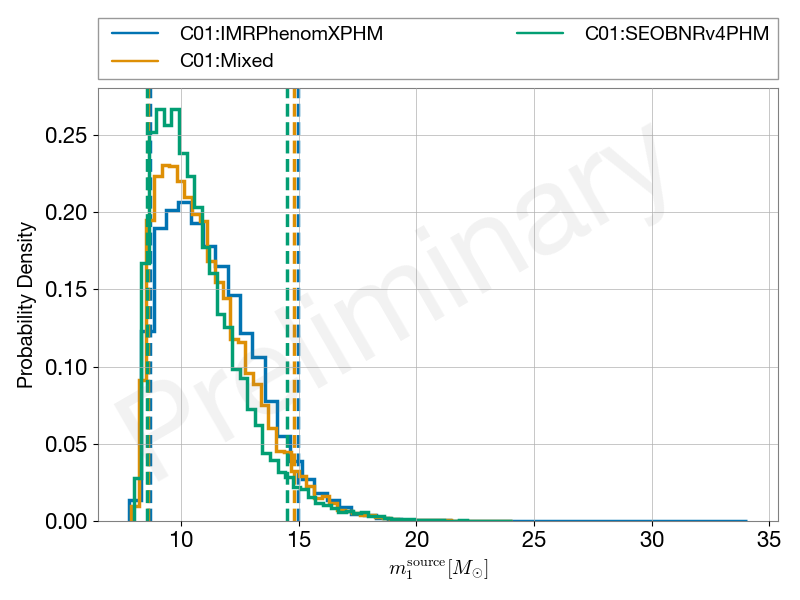 C01:IMRPhenomXPHM
C01:SEOBNRv4PHM
C01:Mixed
Preliminary
Probability Density
0.25
0.20
0.15
0.10
0.05
0.00
10 15 20 25 30 35
m₁^source [M⊙]